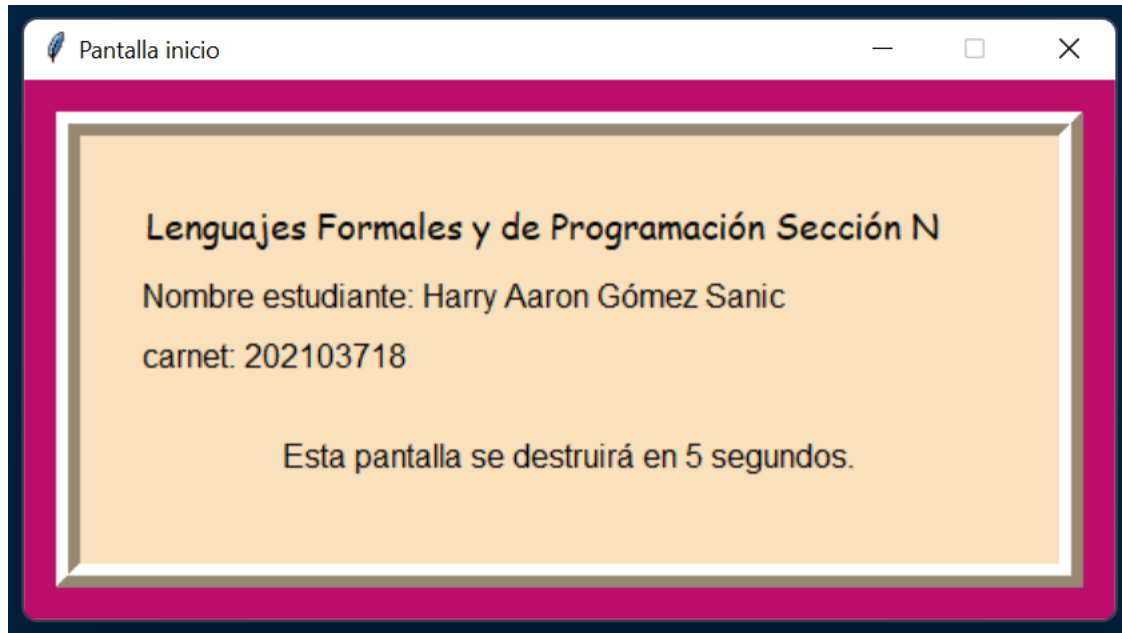 Pantalla inicio
Lenguajes Formales y de Programación Sección N
Nombre estudiante: Harry Aaron Gómez Sanic
carnet: 202103718
Esta pantalla se destruirá en 5 segundos.